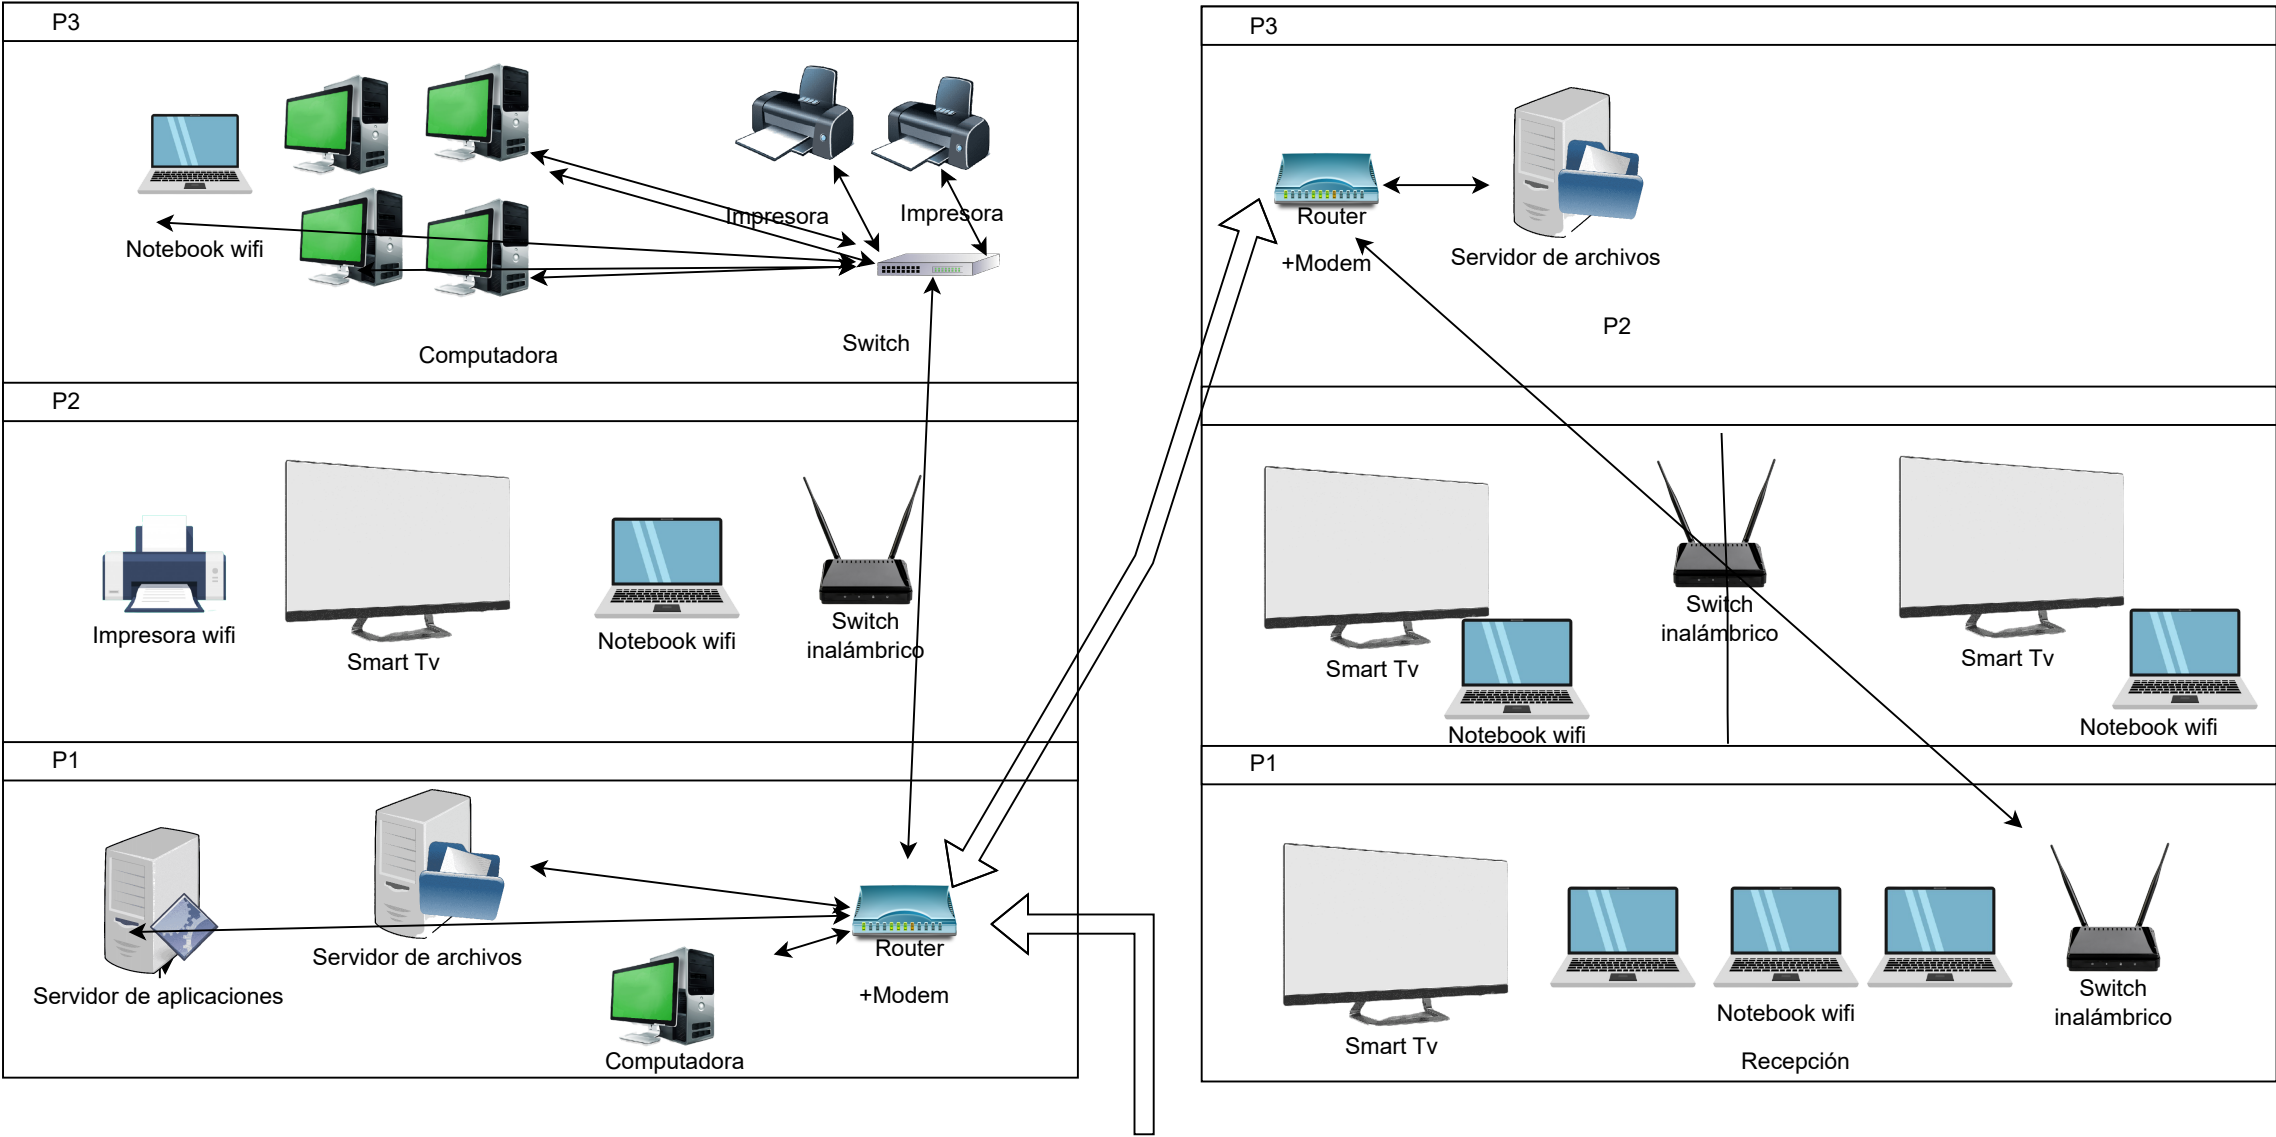 P3
Notebook wifi
Impresora
Impresora
Computadora
Switch
P2
Impresora wifi
Smart Tv
Notebook wifi
Switch
inalámbrico
P1
Servidor de aplicaciones
Servidor de archivos
Computadora
Router
+Modem
P3
Router
+Modem
Servidor de archivos
P2
Smart Tv
Notebook wifi
Switch
inalámbrico
Smart Tv
Notebook wifi
P1
Smart Tv
Notebook wifi
Recepción
Switch
inalámbrico